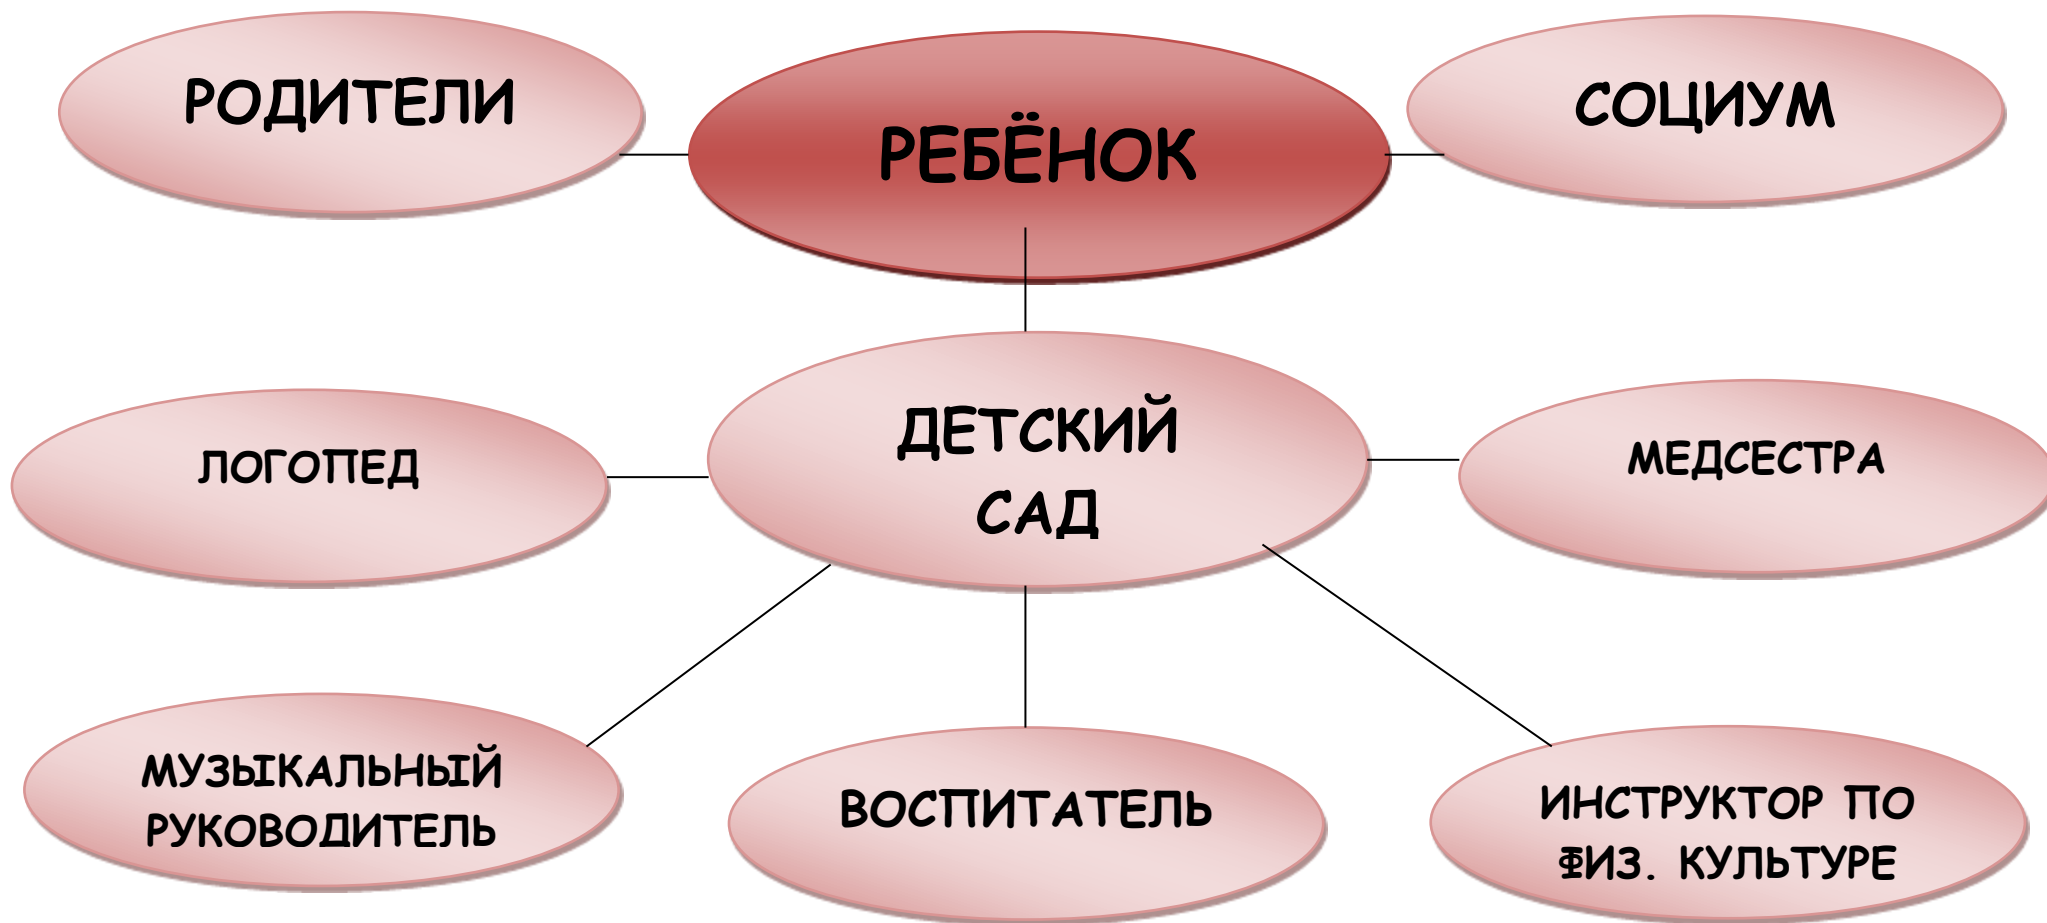 РОДИТЕЛИ
РЕБЁНОК
СОЦИУМ
ДЕТСКИЙ
САД
ЛОГОПЕД
МЕДСЕСТРА
МУЗЫКАЛЬНЫЙ
РУКОВОДИТЕЛЬ
ВОСПИТАТЕЛЬ
ИНСТРУКТОР ПО
ФИЗ. КУЛЬТУРЕ